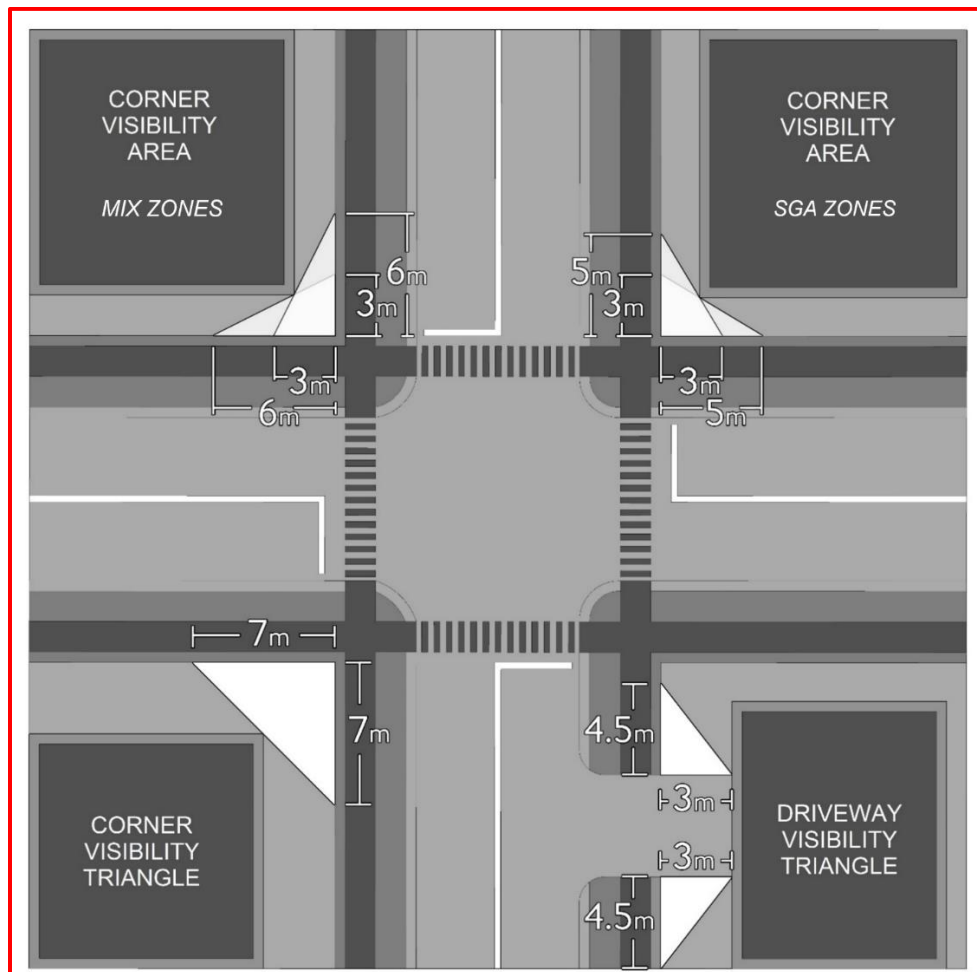 CORNER
VISIBILITY
AREA
MIX ZONES
CORNER
VISIBILITY
AREA
SGA ZONES
6m
3m
5m
3m
3m
6m
3m
5m
7m
7m
4.5m
3m
3m
4.5m
CORNER
VISIBILITY
TRIANGLE
DRIVEWAY
VISIBILITY
TRIANGLE